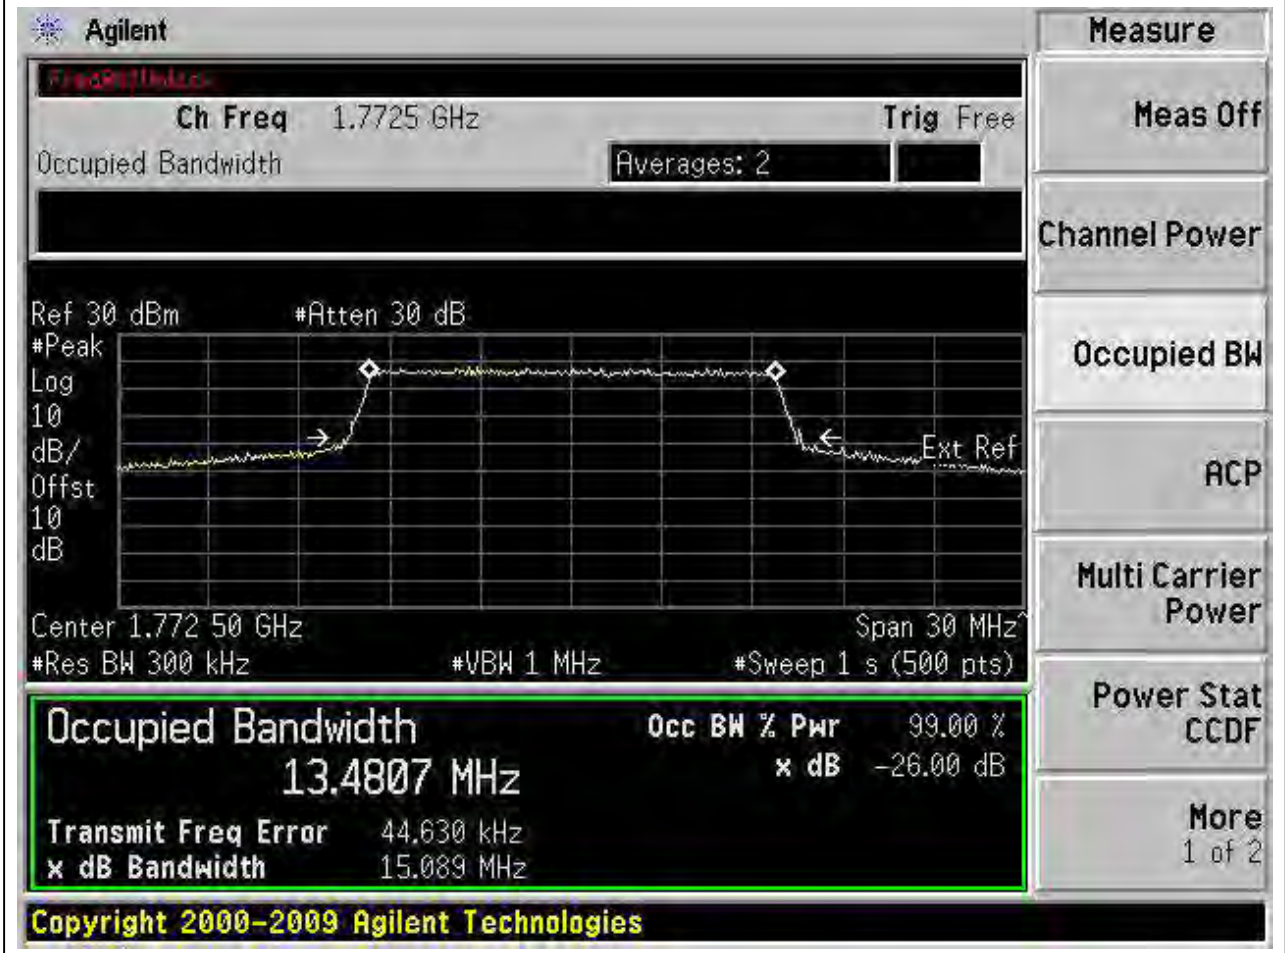 Agilent
Measure
Ch Freq 1.7725 GHz
Trig Free
Meas Off
Occupied Bandwidth
Averages: 2
Channel Power
Ref 30 dBm
#Atten 30 dB
#Peak
Log
10
dB/
Offst
10
dB
Ext Ref
Occupied BW
ACP
Center 1.772 50 GHz
Span 30 MHz^
#Res BW 300 kHz
#VBW 1 MHz
#Sweep 1 s (500 pts)
Multi Carrier
Power
Occupied Bandwidth
13.4807 MHz
Occ BW % Pwr 99.00 %
x dB -26.00 dB
Transmit Freq Error 44.630 kHz
x dB Bandwidth 15.089 MHz
Power Stat
CCDF
More
1 of 2
Copyright 2000-2009 Agilent Technologies